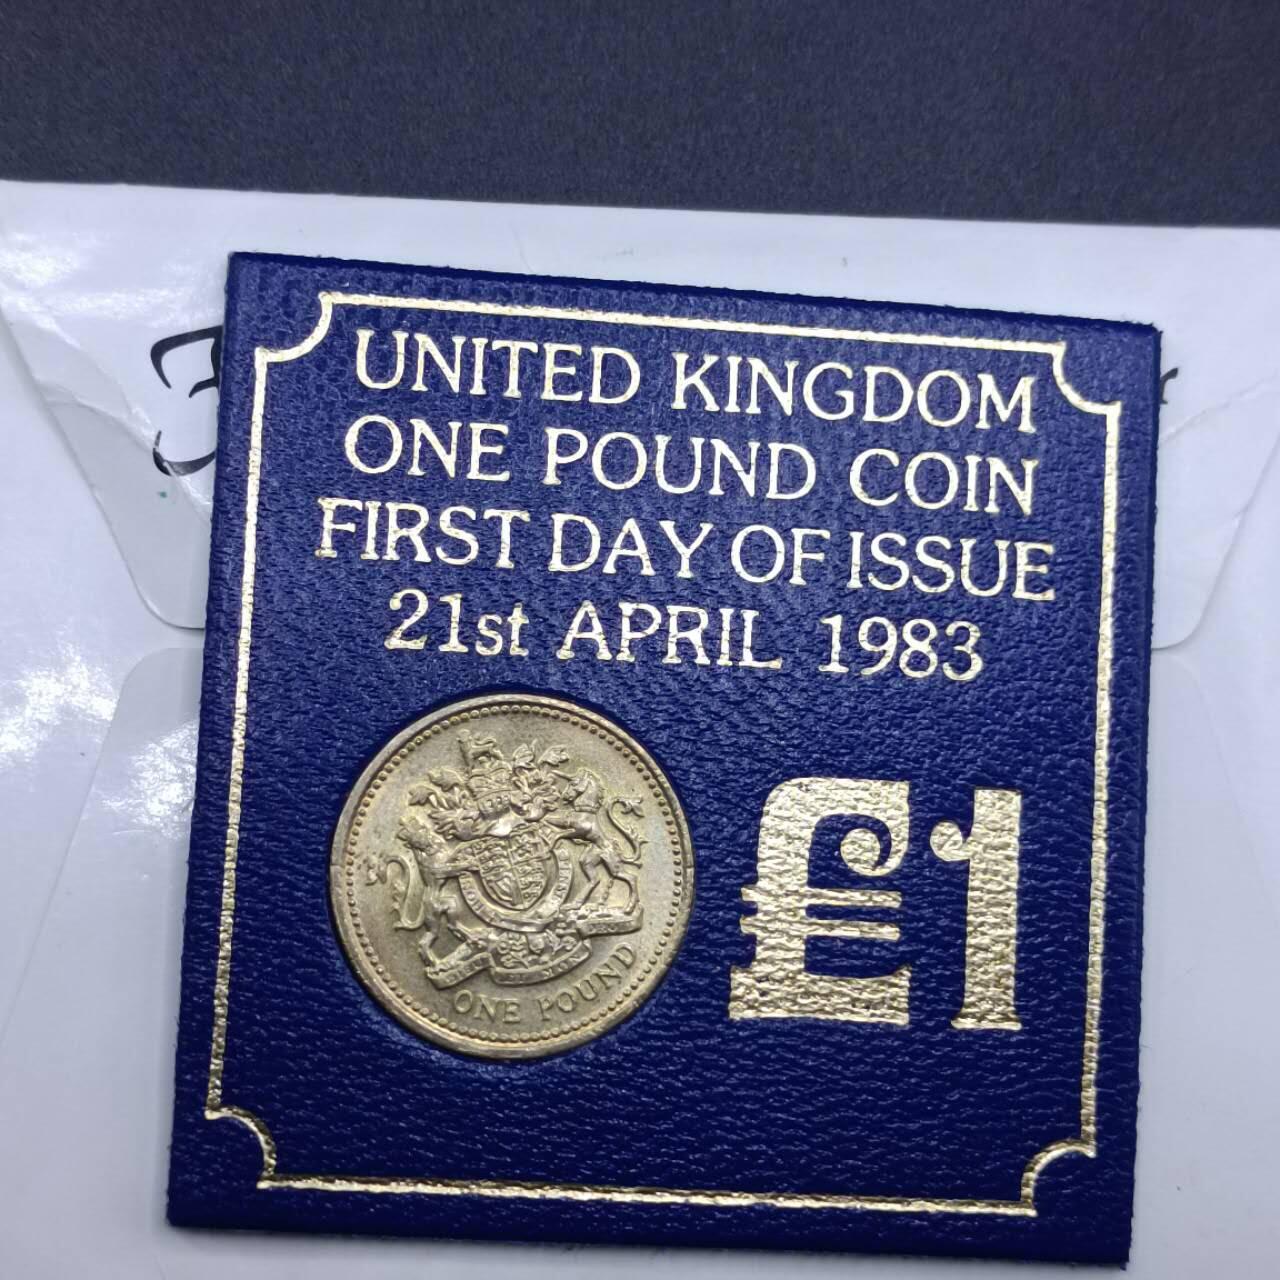 UNITED KINGDOM
ONE POUND COIN
FIRST DAY OF ISSUE
21st APRIL 1983
£1
ONE POUND